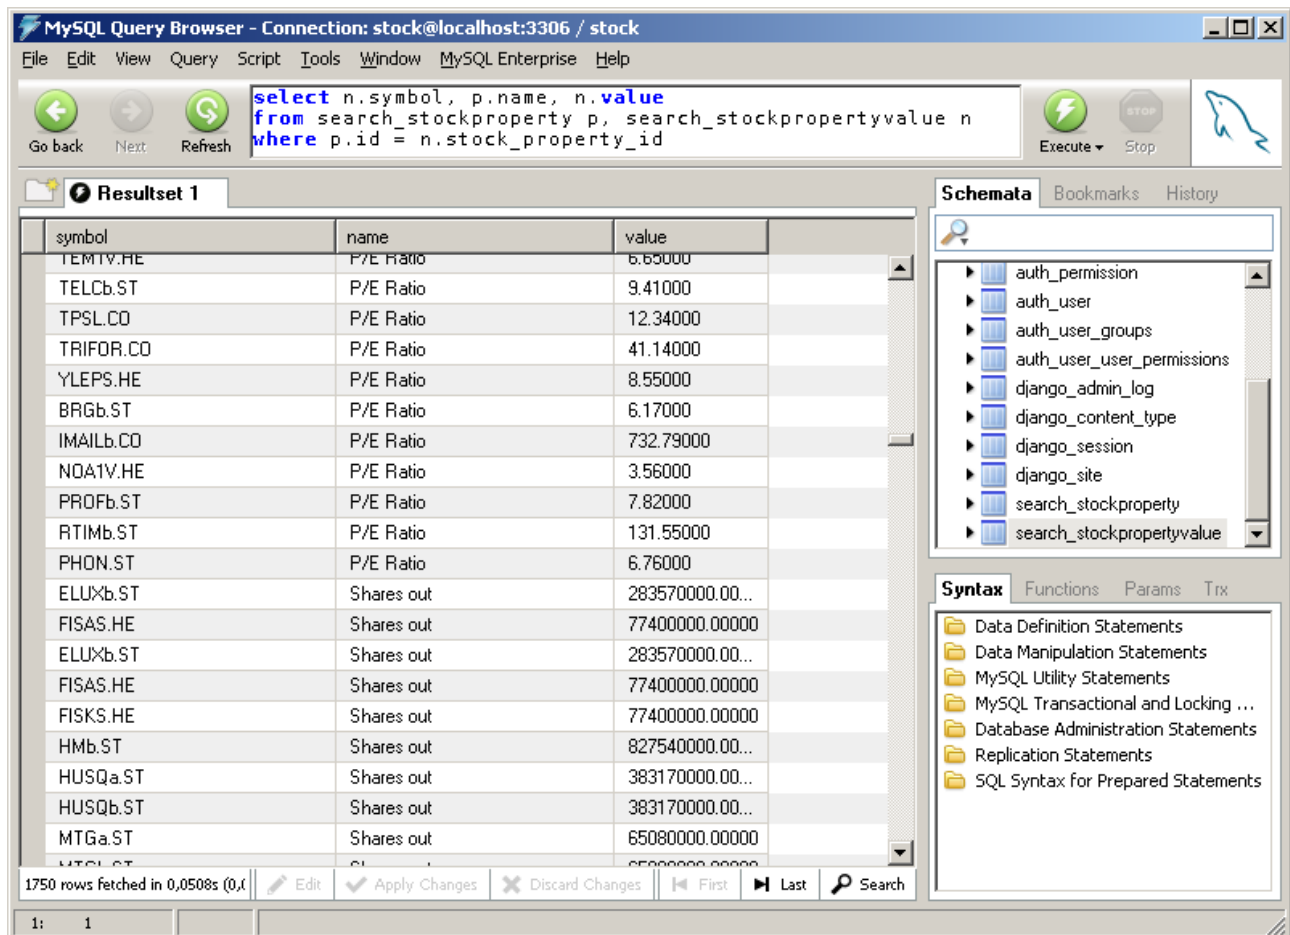 MySQL Query Browser - Connection: stock@localhost:3306 / stock
File Edit View Query Script Tools Window MySQL Enterprise Help
select n.symbol, p.name, n.value
from search_stockproperty p, search_stockpropertyvalue n
where p.id = n.stock_property_id
Go back Next Refresh Execute STOP Stop
Resultset 1
symbol name value
TEM1V.HE P/E Ratio 6.65000
TELCb.ST P/E Ratio 9.41000
TPSL.CO P/E Ratio 12.34000
TRIFOR.CO P/E Ratio 41.14000
YLEPS.HE P/E Ratio 8.55000
BRGb.ST P/E Ratio 6.17000
IMAILb.CO P/E Ratio 732.79000
NOA1V.HE P/E Ratio 3.56000
PROFb.ST P/E Ratio 7.82000
RTIMb.ST P/E Ratio 131.55000
PHON.ST P/E Ratio 6.76000
ELUXb.ST Shares out 283570000.00...
FISAS.HE Shares out 77400000.00000
ELUXb.ST Shares out 283570000.00...
FISAS.HE Shares out 77400000.00000
FISKS.HE Shares out 77400000.00000
HMb.ST Shares out 827540000.00...
HUSQa.ST Shares out 383170000.00...
HUSQb.ST Shares out 383170000.00...
MTGa.ST Shares out 65080000.00000
1750 rows fetched in 0,0508s (0,( Edit Apply Changes Discard Changes First Last Search
1: 1
Schemata Bookmarks History
auth_permission
auth_user
auth_user_groups
auth_user_user_permissions
django_admin_log
django_content_type
django_session
django_site
search_stockproperty
search_stockpropertyvalue
Syntax Functions Params Trx
Data Definition Statements
Data Manipulation Statements
MySQL Utility Statements
MySQL Transactional and Locking ...
Database Administration Statements
Replication Statements
SQL Syntax for Prepared Statements